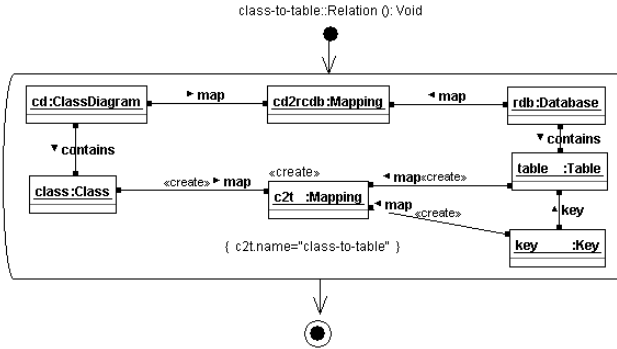 class-to-table::Relation (): Void
cd:ClassDiagram
► map
cd2rcdb:Mapping
◄ map
rdb:Database
▼ contains
▼ contains
class:Class
«create»
► map
«create»
c2t :Mapping
◄ map
«create»
table :Table
◄ map
«create»
▲ key
key :Key
{ c2t.name="class-to-table" }